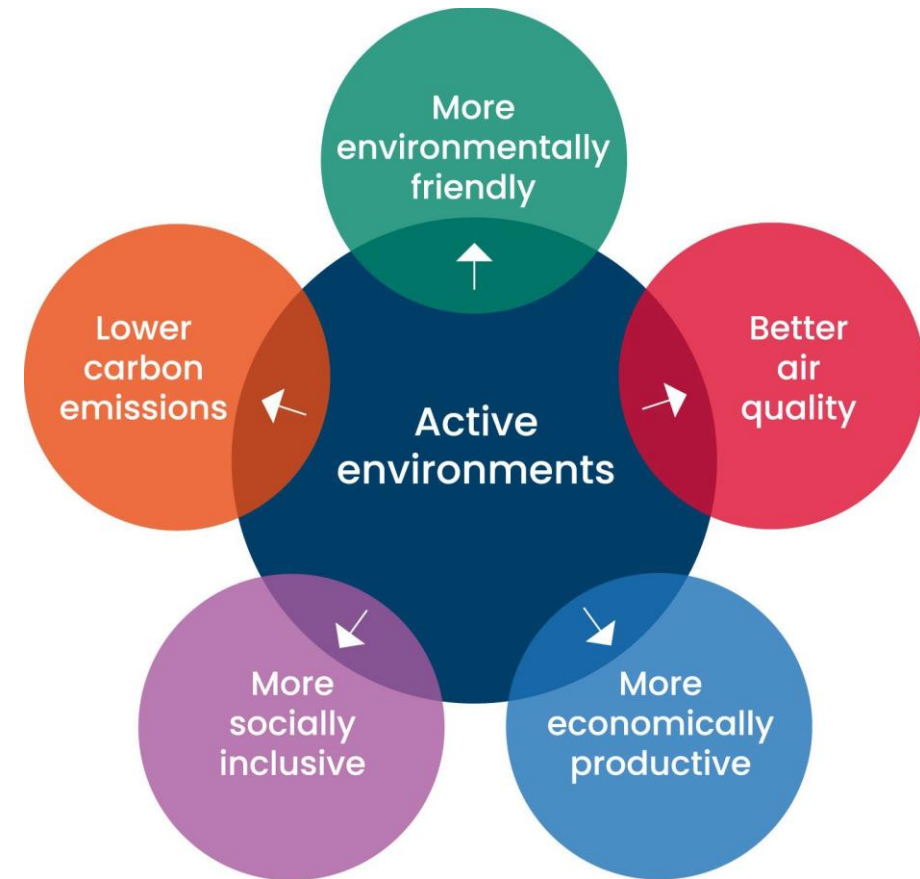 More
environmentally
friendly
Lower
carbon
emissions
Better
air
quality
Active
environments
More
socially
inclusive
More
economically
productive